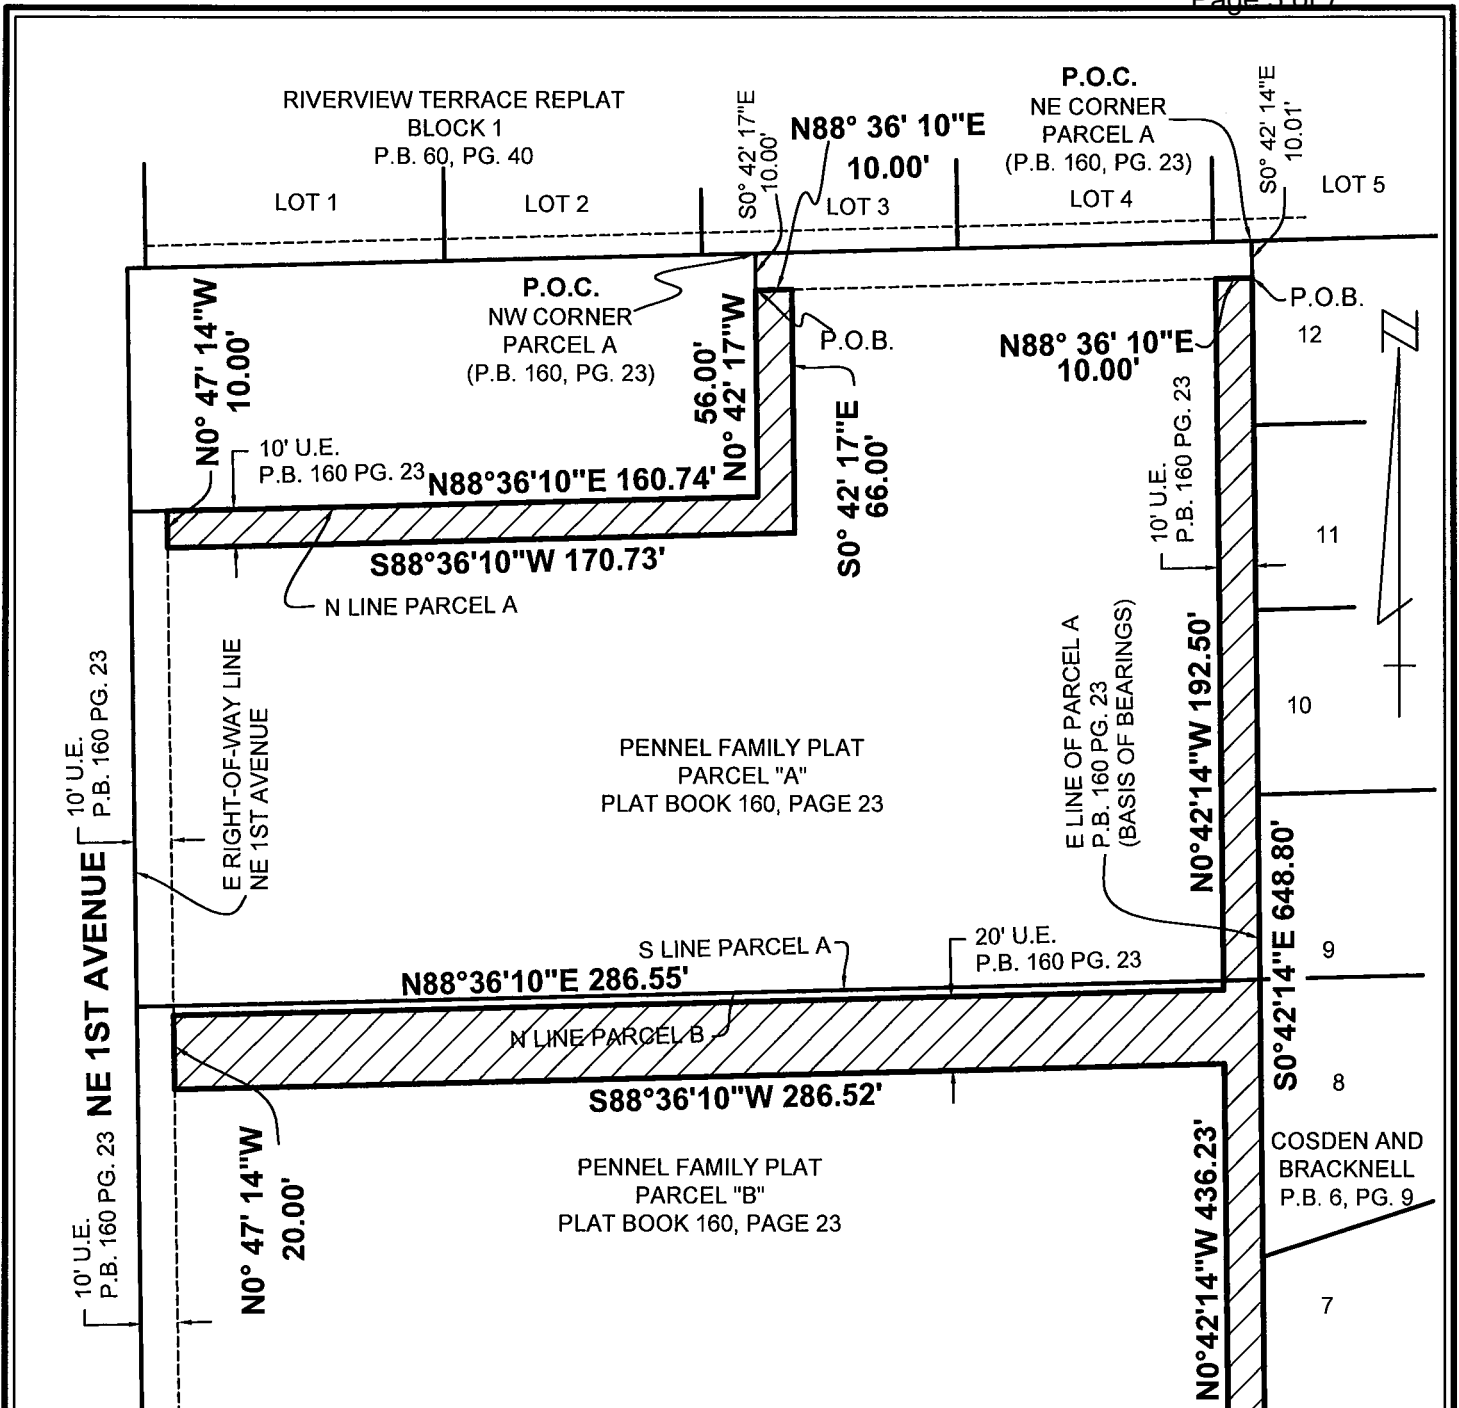 RIVERVIEW TERRACE REPLAT
BLOCK 1
P.B. 60, PG. 40
LOT 1
LOT 2
LOT 3
LOT 4
LOT 5
S0° 42' 17"E
10.00'
N88° 36' 10"E
10.00'
P.O.C.
NE CORNER
PARCEL A
(P.B. 160, PG. 23)
S0° 42' 14"E
10.01'
N0° 47' 14"W
10.00'
P.O.C.
NW CORNER
PARCEL A
(P.B. 160, PG. 23)
56.00'
N0° 42' 17"W
P.O.B.
S0° 42' 17"E
66.00'
N88° 36' 10"E
10.00'
P.O.B.
12
11
10
9
8
7
10' U.E.
P.B. 160 PG. 23
N88°36'10"E 160.74'
S88°36'10"W 170.73'
N LINE PARCEL A
10' U.E.
P.B. 160 PG. 23
N0°42'14"W 192.50'
E LINE OF PARCEL A
P.B. 160 PG. 23
(BASIS OF BEARINGS)
10' U.E.
P.B. 160 PG. 23
E RIGHT-OF-WAY LINE
NE 1ST AVENUE
PENNEL FAMILY PLAT
PARCEL "A"
PLAT BOOK 160, PAGE 23
NE 1ST AVENUE
S0°42'14"E 648.80'
S LINE PARCEL A
20' U.E.
P.B. 160 PG. 23
N88°36'10"E 286.55'
N LINE PARCEL B
S88°36'10"W 286.52'
N0° 47' 14"W
20.00'
10' U.E.
P.B. 160 PG. 23
PENNEL FAMILY PLAT
PARCEL "B"
PLAT BOOK 160, PAGE 23
N0°42'14"W 436.23'
COSDEN AND
BRACKNELL
P.B. 6, PG. 9
N